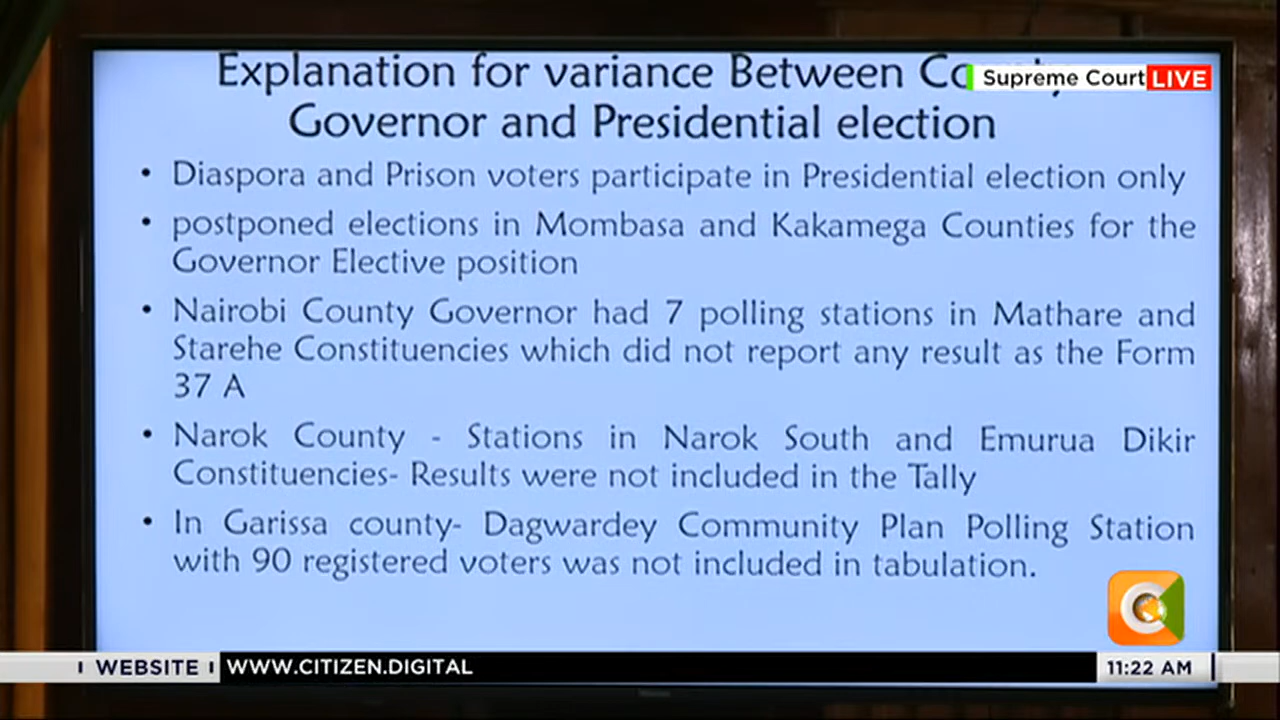 Explanation for variance Between
Supreme Court LIVE
Governor and Presidential election
• Diaspora and Prison voters participate in Presidential election only
• postponed elections in Mombasa and Kakamega Counties for the
Governor Elective position
• Nairobi County Governor had 7 polling stations in Mathare and
Starehe Constituencies which did not report any result as the Form
37 A
• Narok County - Stations in Narok South and Emurua Dikir
Constituencies- Results were not included in the Tally
• In Garissa county- Dagwardey Community Plan Polling Station
with 90 registered voters was not included in tabulation.
WEBSITE WWW.CITIZEN.DIGITAL 11:22 AM